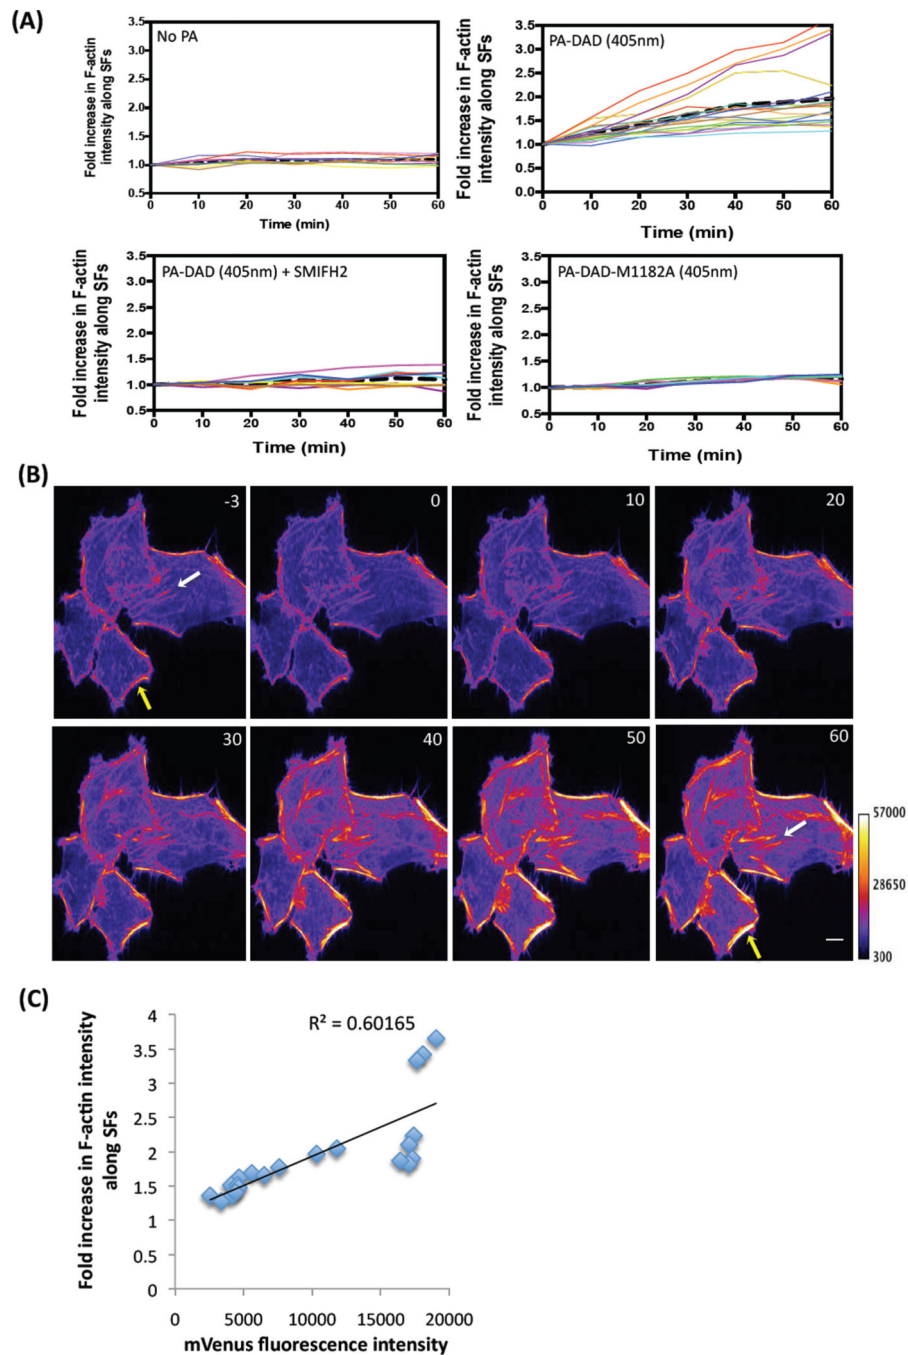 (A)
No PA
Fold increase in F-actin
intensity along SFs
3.5
3.0
2.5
2.0
1.5
1.0
0.5
0 10 20 30 40 50 60
Time (min)
PA-DAD (405nm)
Fold increase in F-actin
intensity along SFs
3.5
3.0
2.5
2.0
1.5
1.0
0.5
0.0
0 10 20 30 40 50 60
Time (min)
PA-DAD (405nm) + SMIFH2
Fold increase in F-actin
intensity along SFs
3.5
3.0
2.5
2.0
1.5
1.0
0.5
0 10 20 30 40 50 60
Time (min)
PA-DAD-M1182A (405nm)
Fold increase in F-actin
intensity along SFs
3.5
3.0
2.5
2.0
1.5
1.0
0.5
0 10 20 30 40 50 60
Time (min)
(B)
-3
0
10
20
30
40
50
60
57000
28650
300
(C)
R² = 0.60165
Fold increase in F-actin intensity
along SFs
4
3.5
3
2.5
2
1.5
1
0.5
0
0 5000 10000 15000 20000
mVenus fluorescence intensity